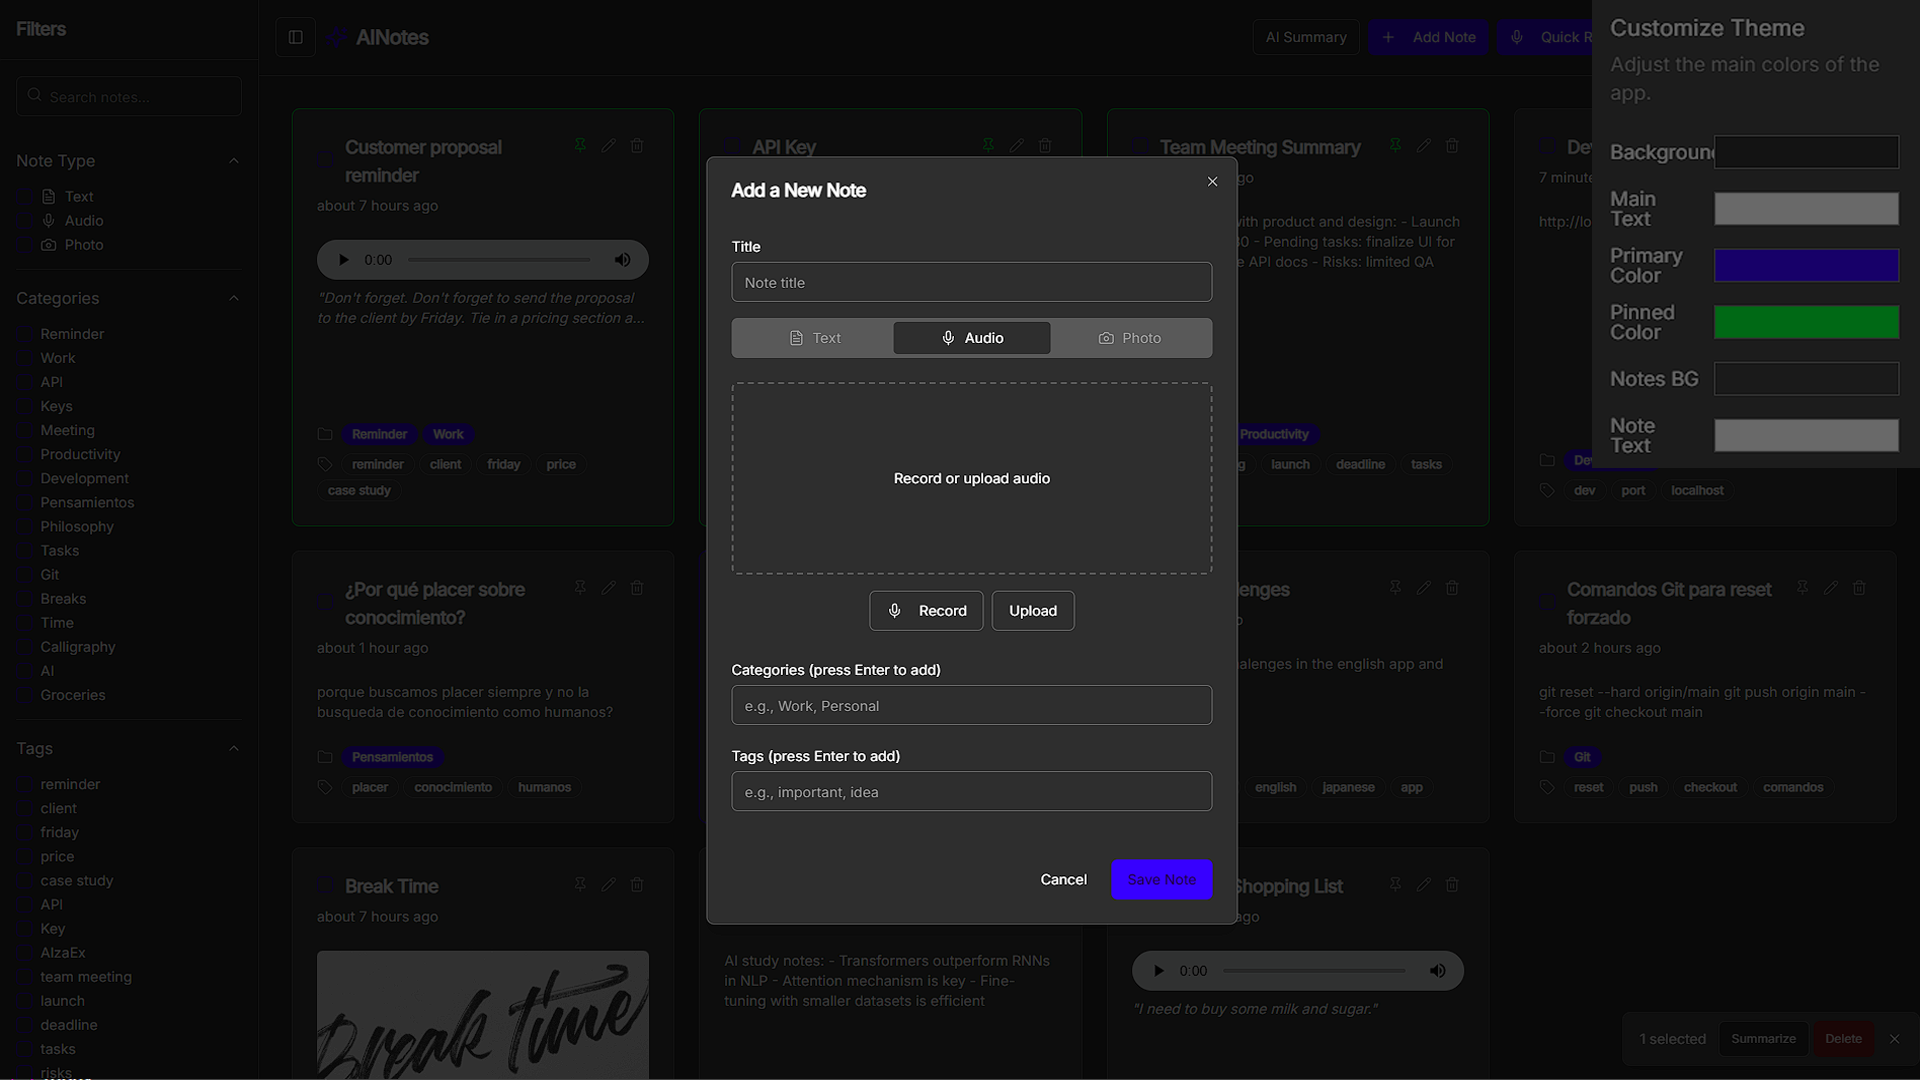 Filters
Search notes...
Note Type
Text
Audio
Photo
Categories
Reminder
Work
API
Keys
Meeting
Productivity
Development
Pensamientos
Philosophy
Tasks
Git
Breaks
Time
Calligraphy
AI
Groceries
Tags
reminder
client
friday
price
case study
API
Key
AIzaEx
team meeting
launch
deadline
tasks
risks
AINotes
AI Summary
Add Note
Quick R
Customer proposal
reminder
about 7 hours ago
0:00
"Don't forget. Don't forget to send the proposal
to the client by Friday. Tie in a pricing section a...
Reminder Work
reminder client friday price
case study
API Key
Team Meeting Summary
go
with product and design: - Launch
30 - Pending tasks: finalize UI for
e API docs - Risks: limited QA
Productivity
g launch deadline tasks
De
7 minute
http://lo
De
dev port localhost
¿Por qué placer sobre
conocimiento?
about 1 hour ago
porque buscamos placer siempre y no la
busqueda de conocimiento como humanos?
Pensamientos
placer conocimiento humanos
lenges
o
alenges in the english app and
english japanese app
Comandos Git para reset
forzado
about 2 hours ago
git reset --hard origin/main git push origin main -
-force git checkout main
Git
reset push checkout comandos
Break Time
about 7 hours ago
Break time
AI study notes: - Transformers outperform RNNs
in NLP - Attention mechanism is key - Fine-
tuning with smaller datasets is efficient
Shopping List
ago
0:00
"I need to buy some milk and sugar."
Add a New Note
Title
Note title
Text
Audio
Photo
Record or upload audio
Record
Upload
Categories (press Enter to add)
e.g., Work, Personal
Tags (press Enter to add)
e.g., important, idea
Cancel
Save Note
Customize Theme
Adjust the main colors of the
app.
Background
Main
Text
Primary
Color
Pinned
Color
Notes BG
Note
Text
1 selected
Summarize
Delete